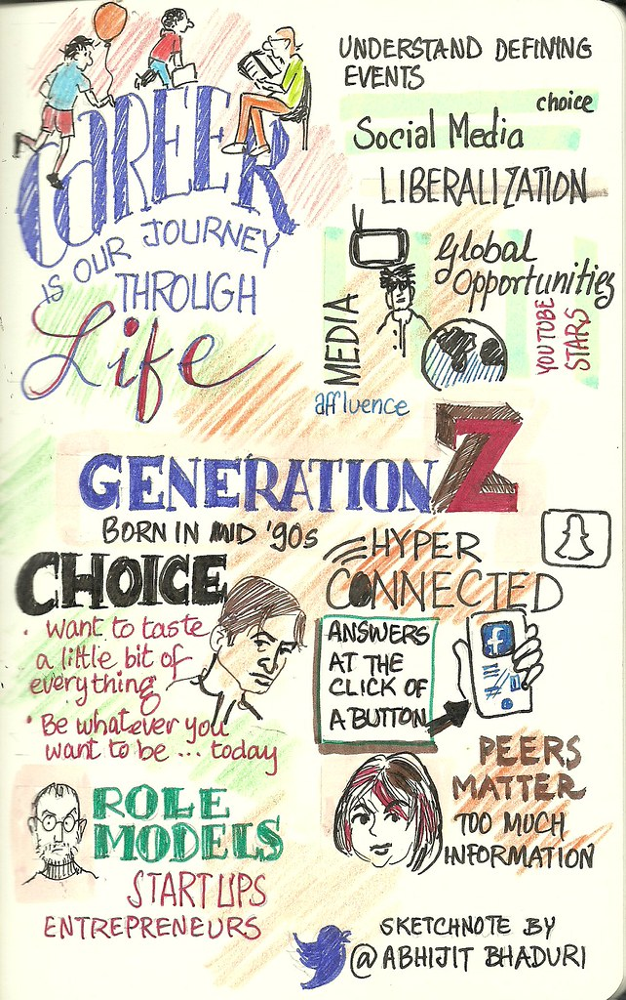 CAREER
IS OUR JOURNEY
THROUGH
Life
UNDERSTAND DEFINING
EVENTS
choice
Social Media
LIBERALIZATION
MEDIA
Global
Opportunities
YOUTUBE
STARS
affluence
GENERATION Z
BORN IN MID '90s
CHOICE
• want to taste
a little bit of
everything
• Be whatever you
want to be ... today
HYPER
CONNECTED
ANSWERS
AT THE
CLICK OF
A BUTTON
f
PEERS
MATTER
TOO MUCH
INFORMATION
ROLE
MODELS
STARTUPS
ENTREPRENEURS
SKETCHNOTE BY
@ABHIJIT BHADURI